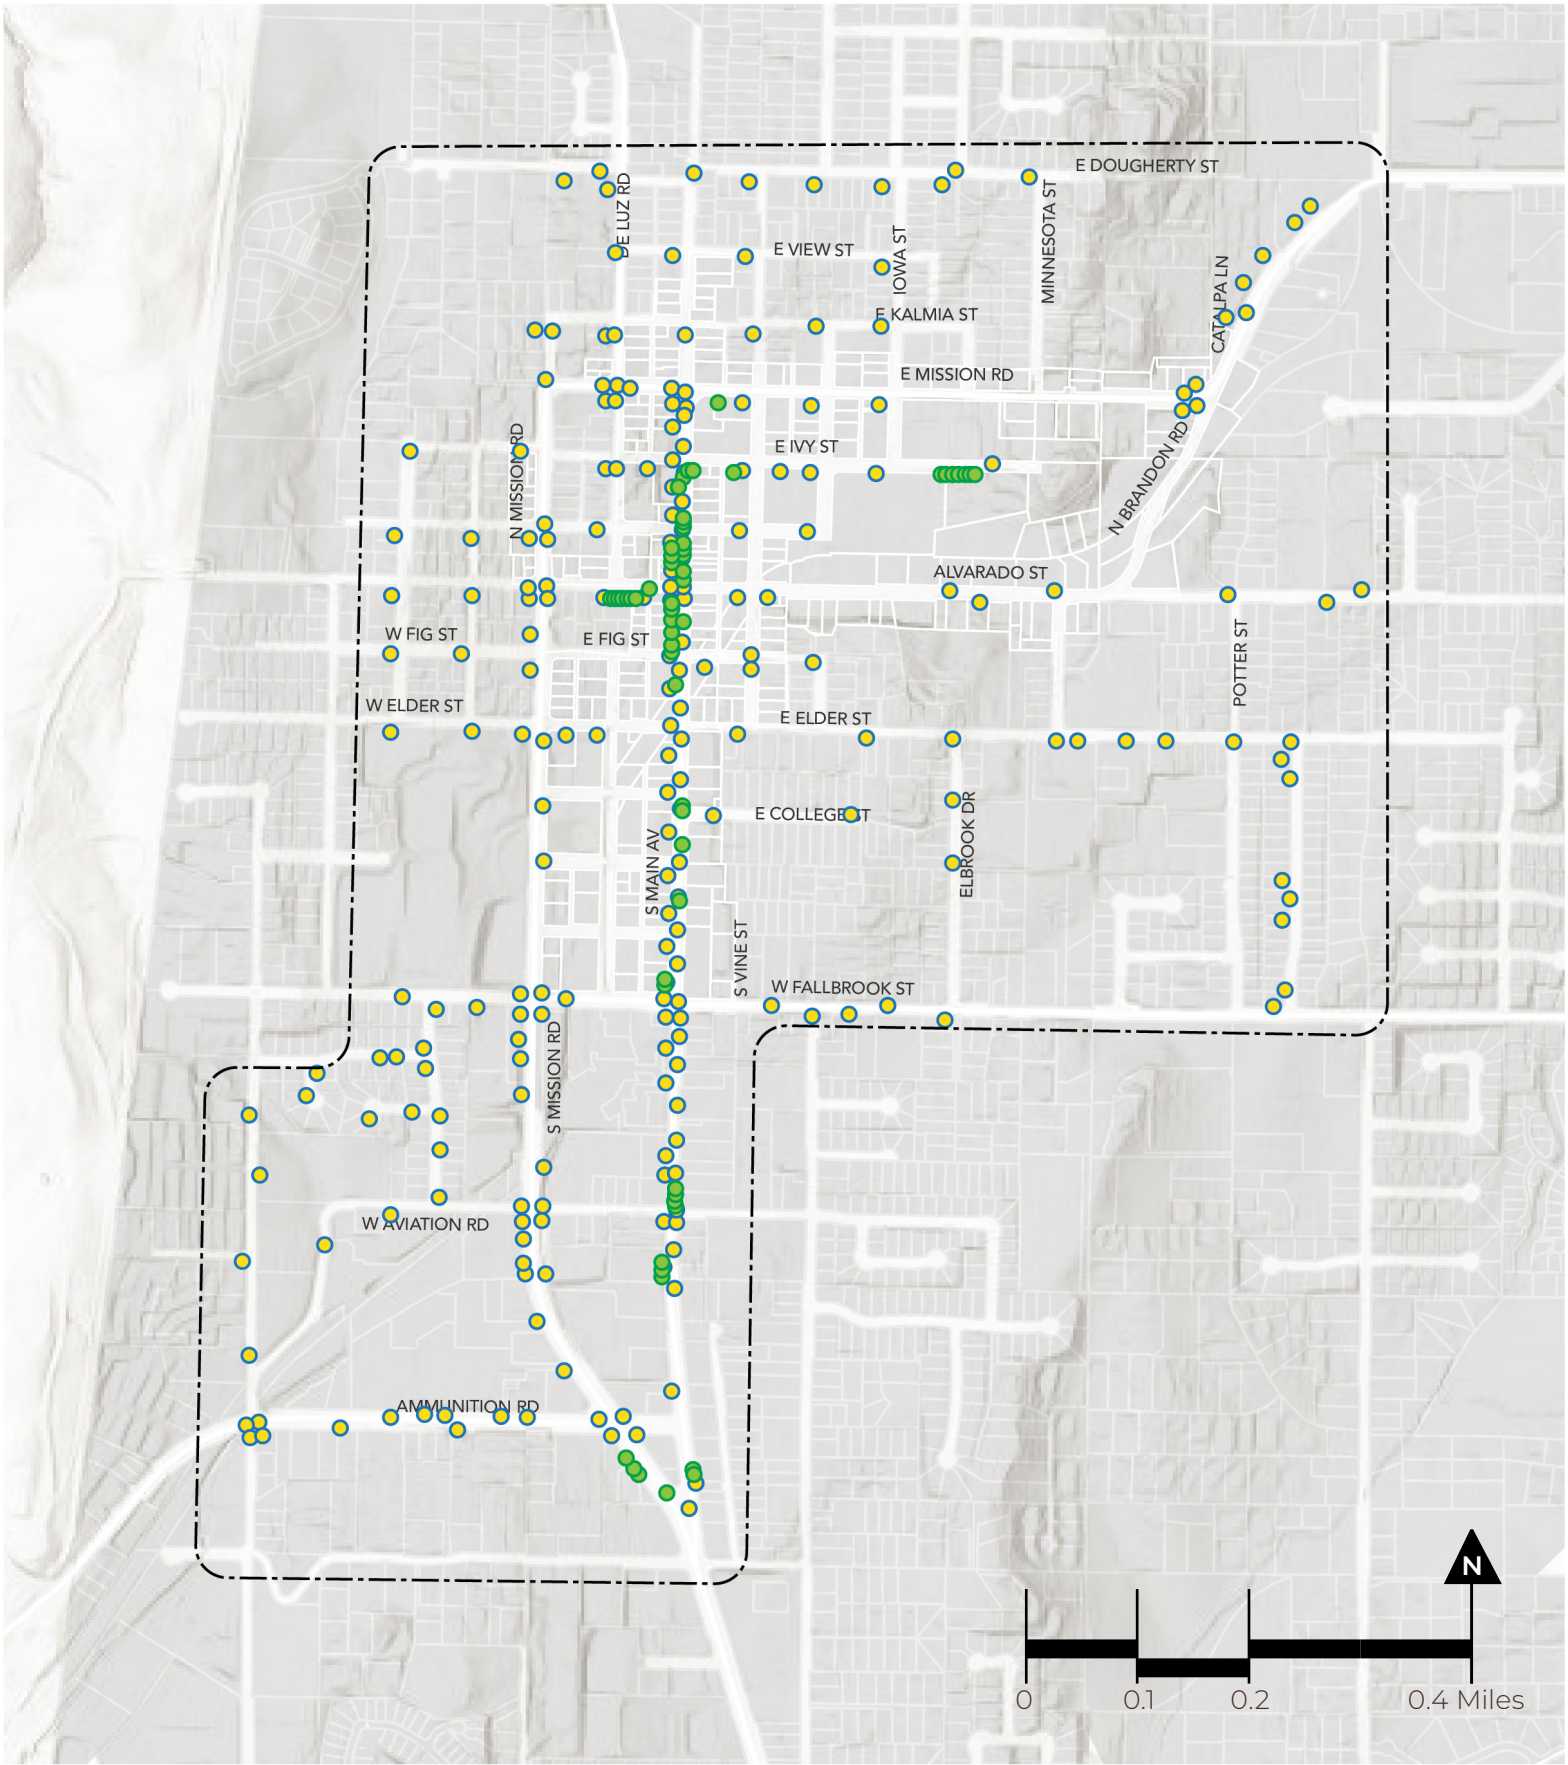 E DOUGHERTY ST
DE LUZ RD
MINNESOTA ST
E VIEW ST
IOWA ST
CATALPA LN
E KALMIA ST
E MISSION RD
N MISSION RD
E IVY ST
N BRANDON RD
ALVARADO ST
W FIG ST
E FIG ST
POTTER ST
W ELDER ST
E ELDER ST
E COLLEGE ST
ELBROOK DR
S MAIN AV
S VINE ST
W FALLBROOK ST
S MISSION RD
W AVIATION RD
AMMUNITION RD
N
0 0.1 0.2 0.4 Miles